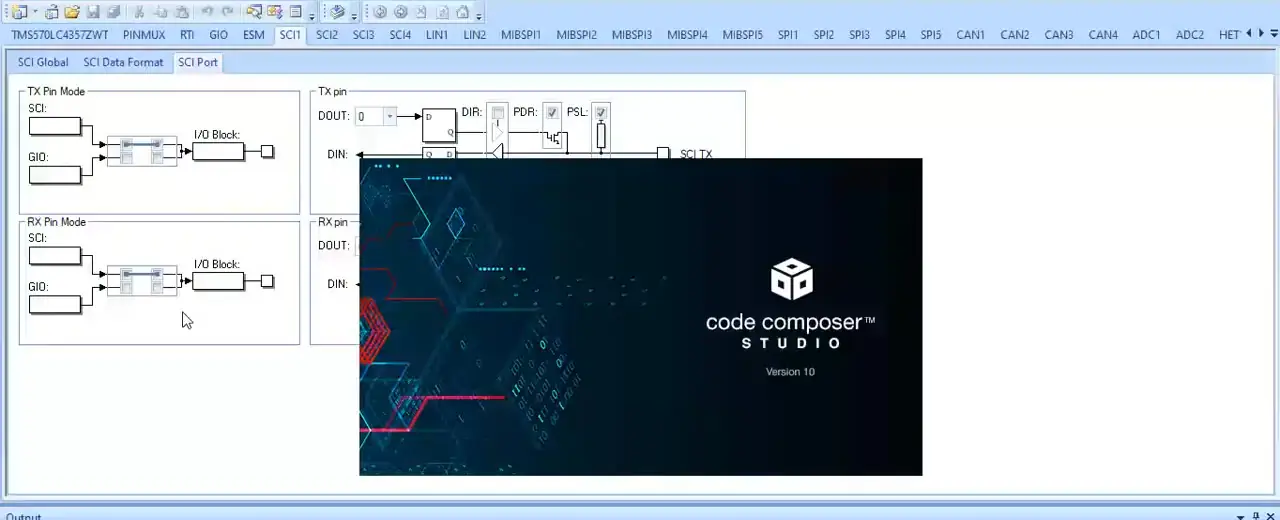 TMS570LC4357ZWT PINMUX RTI GIO ESM SCI1 SCI2 SCI3 SCI4 LIN1 LIN2 MIBSPI1 MIBSPI2 MIBSPI3 MIBSPI4 MIBSPI5 SPI1 SPI2 SPI3 SPI4 SPI5 CAN1 CAN2 CAN3 CAN4 ADC1 ADC2 HET
SCI Global SCI Data Format SCI Port
TX Pin Mode
SCI:
I/O Block:
GIO:
TX pin
DOUT: 0 D Q DIR: PDR: PSL:
DIN: Q D SCI TX
RX Pin Mode
SCI:
I/O Block:
GIO:
RX pin
DOUT:
DIN:
code composer™
STUDIO
Version 10
Output